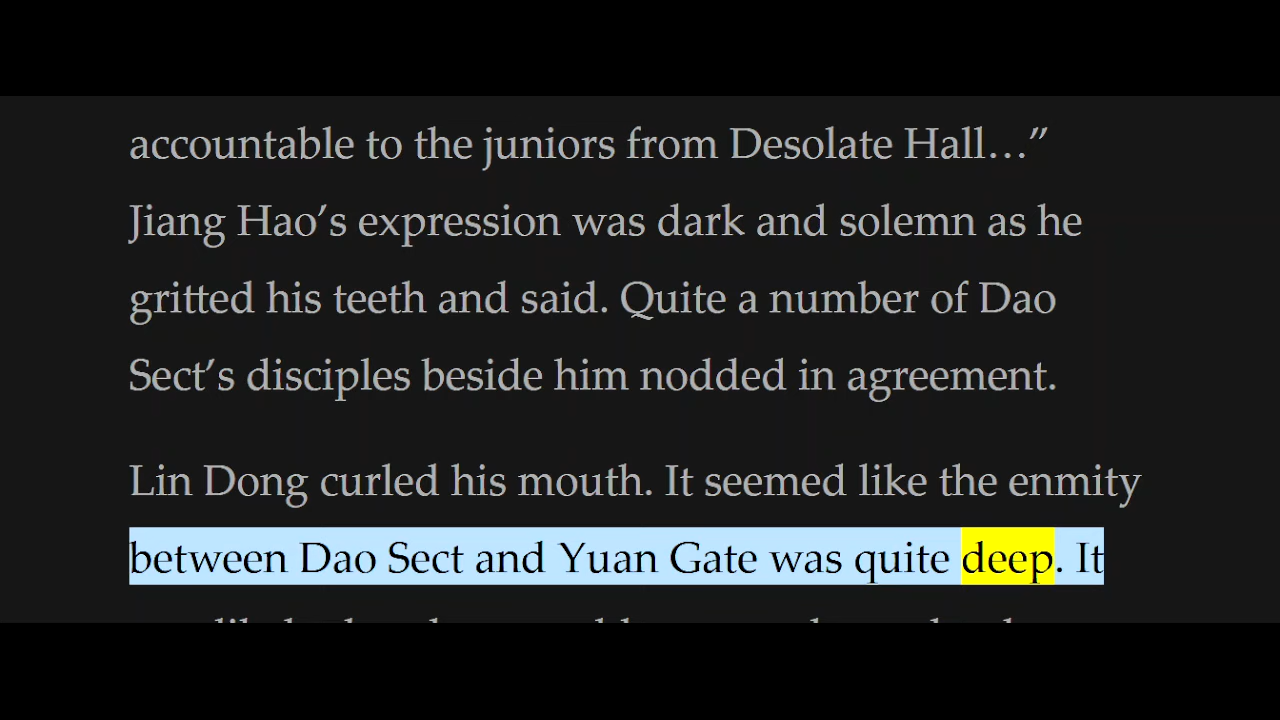 accountable to the juniors from Desolate Hall…”
Jiang Hao’s expression was dark and solemn as he
gritted his teeth and said. Quite a number of Dao
Sect’s disciples beside him nodded in agreement.
Lin Dong curled his mouth. It seemed like the enmity
between Dao Sect and Yuan Gate was quite deep. It